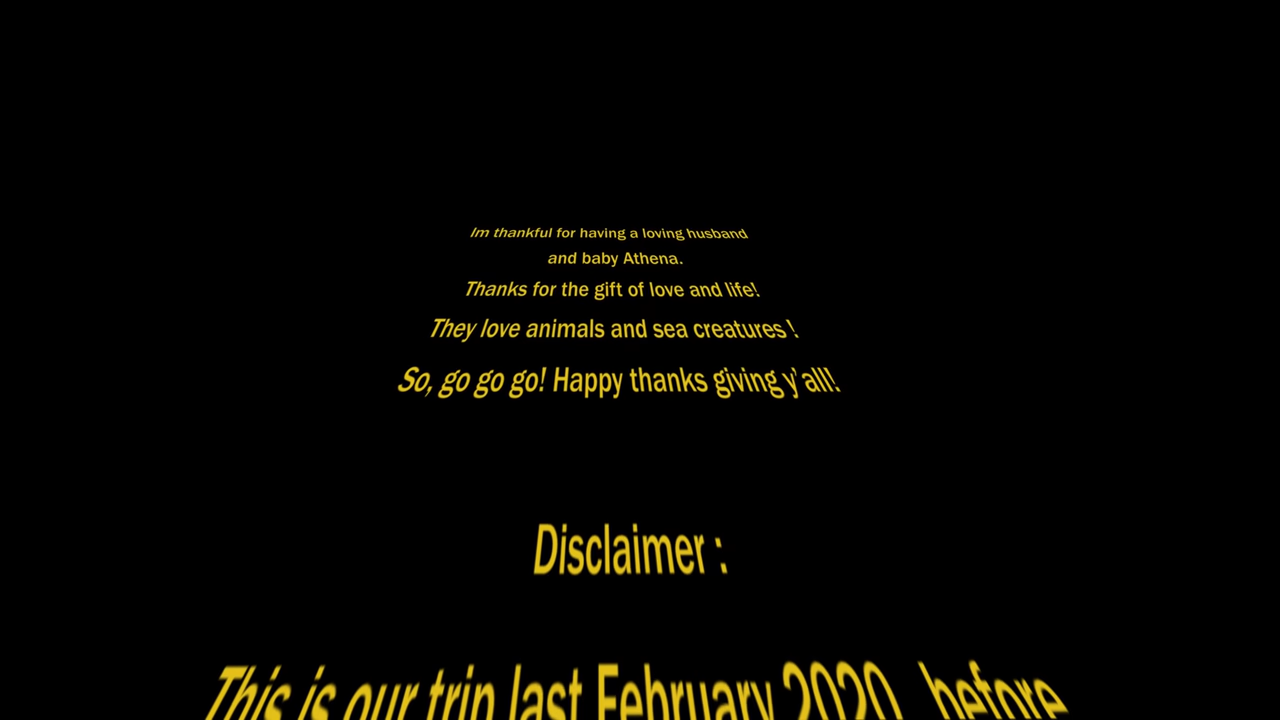 Im thankful for having a loving husband
and baby Athena.
Thanks for the gift of love and life!
They love animals and sea creatures !
So, go go go! Happy thanks giving y'all!
Disclaimer :
This is our trip last February 2020 before